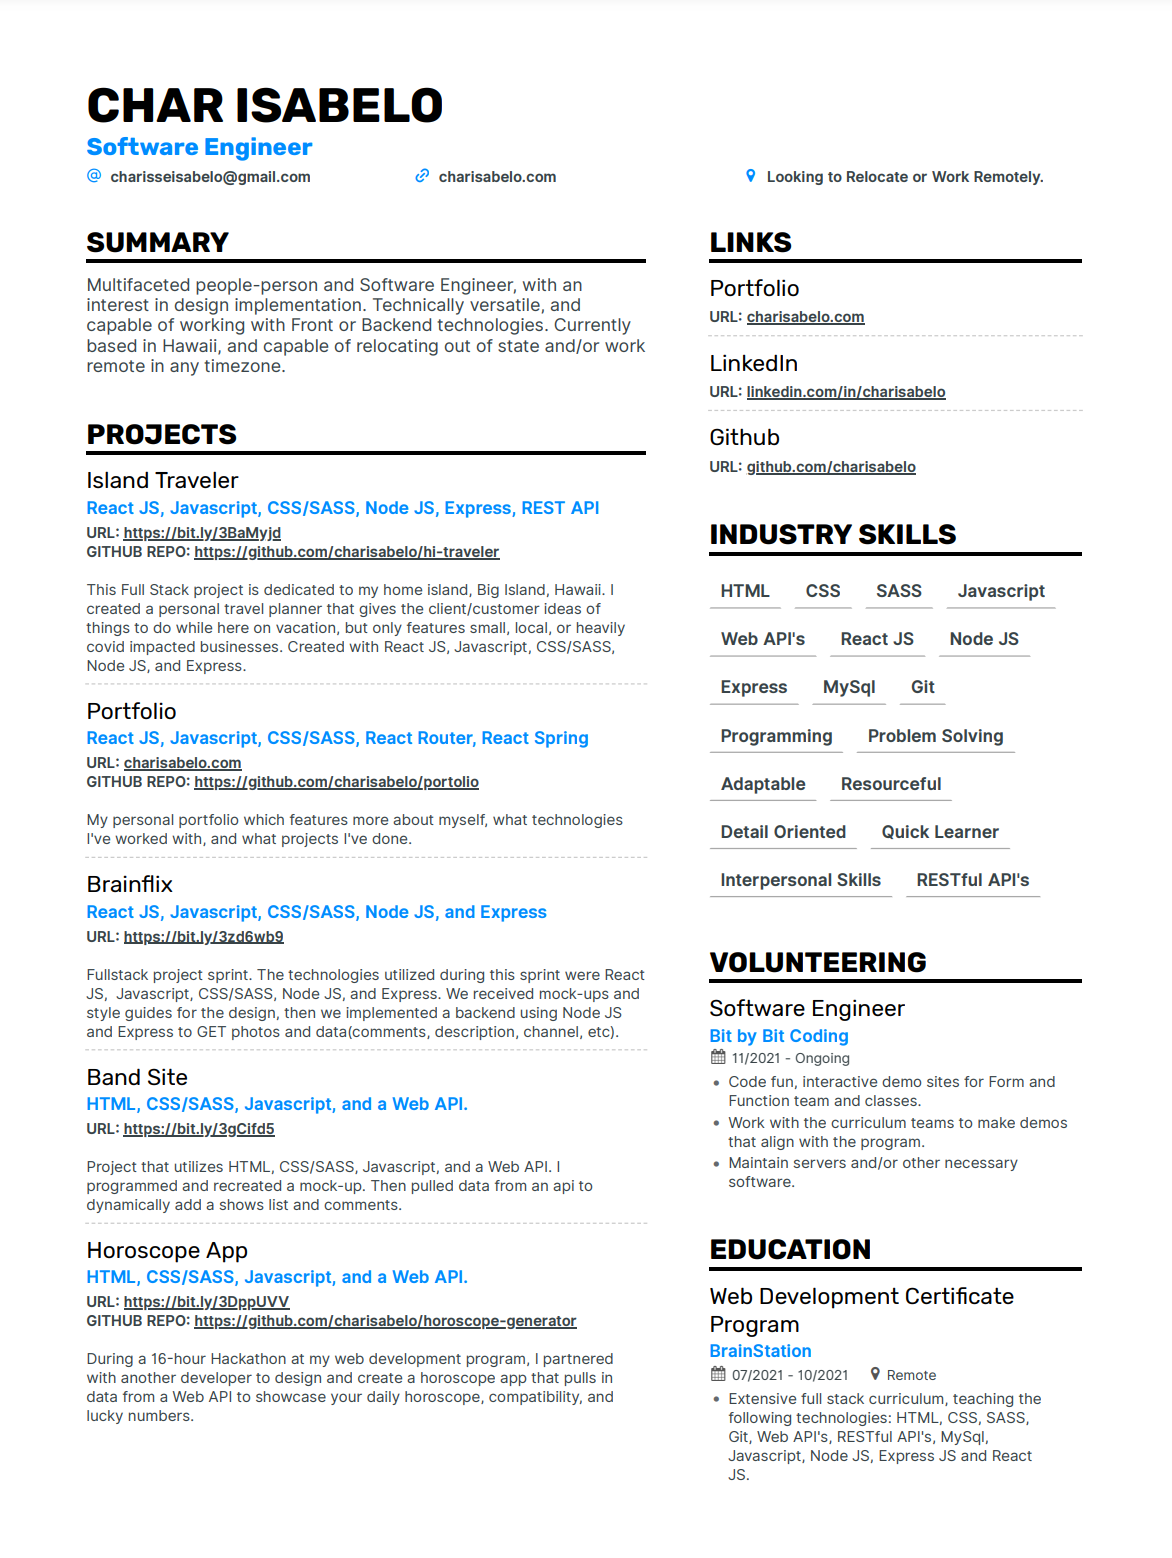 CHAR ISABELO
Software Engineer
@ charisseisabelo@gmail.com
charisabelo.com
Looking to Relocate or Work Remotely.
SUMMARY
Multifaceted people-person and Software Engineer, with an
interest in design implementation. Technically versatile, and
capable of working with Front or Backend technologies. Currently
based in Hawaii, and capable of relocating out of state and/or work
remote in any timezone.
PROJECTS
Island Traveler
React JS, Javascript, CSS/SASS, Node JS, Express, REST API
URL: https://bit.ly/3BaMyjd
GITHUB REPO: https://github.com/charisabelo/hi-traveler
This Full Stack project is dedicated to my home island, Big Island, Hawaii. I
created a personal travel planner that gives the client/customer ideas of
things to do while here on vacation, but only features small, local, or heavily
covid impacted businesses. Created with React JS, Javascript, CSS/SASS,
Node JS, and Express.
Portfolio
React JS, Javascript, CSS/SASS, React Router, React Spring
URL: charisabelo.com
GITHUB REPO: https://github.com/charisabelo/portolio
My personal portfolio which features more about myself, what technologies
I've worked with, and what projects I've done.
Brainflix
React JS, Javascript, CSS/SASS, Node JS, and Express
URL: https://bit.ly/3zd6wb9
Fullstack project sprint. The technologies utilized during this sprint were React
JS,  Javascript, CSS/SASS, Node JS, and Express. We received mock-ups and
style guides for the design, then we implemented a backend using Node JS
and Express to GET photos and data(comments, description, channel, etc).
Band Site
HTML, CSS/SASS, Javascript, and a Web API.
URL: https://bit.ly/3gCifd5
Project that utilizes HTML, CSS/SASS, Javascript, and a Web API. I
programmed and recreated a mock-up. Then pulled data from an api to
dynamically add a shows list and comments.
Horoscope App
HTML, CSS/SASS, Javascript, and a Web API.
URL: https://bit.ly/3DppUVV
GITHUB REPO: https://github.com/charisabelo/horoscope-generator
During a 16-hour Hackathon at my web development program, I partnered
with another developer to design and create a horoscope app that pulls in
data from a Web API to showcase your daily horoscope, compatibility, and
lucky numbers.
LINKS
Portfolio
URL: charisabelo.com
LinkedIn
URL: linkedin.com/in/charisabelo
Github
URL: github.com/charisabelo
INDUSTRY SKILLS
HTML CSS SASS Javascript
Web API's React JS Node JS
Express MySql Git
Programming Problem Solving
Adaptable Resourceful
Detail Oriented Quick Learner
Interpersonal Skills RESTful API's
VOLUNTEERING
Software Engineer
Bit by Bit Coding
11/2021 - Ongoing
• Code fun, interactive demo sites for Form and
Function team and classes.
• Work with the curriculum teams to make demos
that align with the program.
• Maintain servers and/or other necessary
software.
EDUCATION
Web Development Certificate
Program
BrainStation
07/2021 - 10/2021 Remote
• Extensive full stack curriculum, teaching the
following technologies: HTML, CSS, SASS,
Git, Web API's, RESTful API's, MySql,
Javascript, Node JS, Express JS and React
JS.